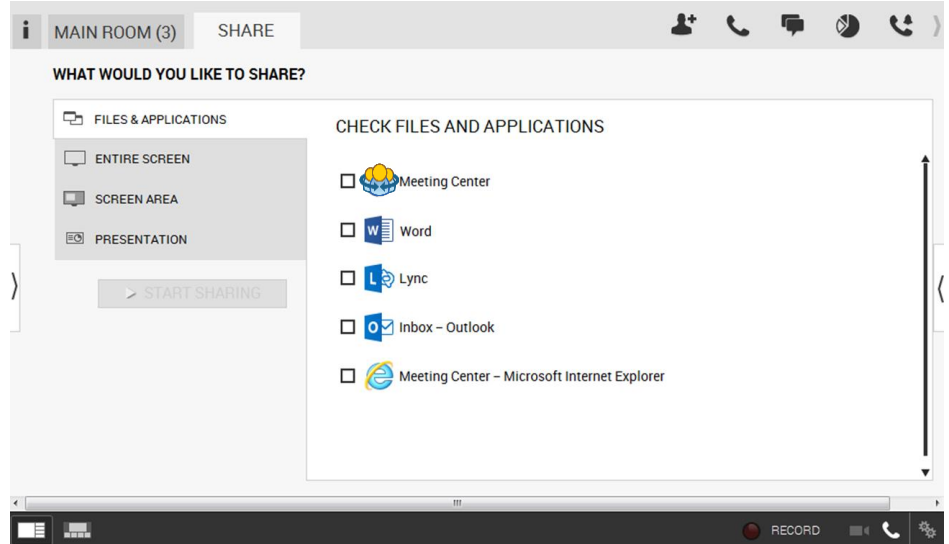 i
MAIN ROOM (3)
SHARE
WHAT WOULD YOU LIKE TO SHARE?
FILES & APPLICATIONS
ENTIRE SCREEN
SCREEN AREA
PRESENTATION
START SHARING
CHECK FILES AND APPLICATIONS
Meeting Center
W Word
L Lync
O Inbox – Outlook
Meeting Center – Microsoft Internet Explorer
RECORD